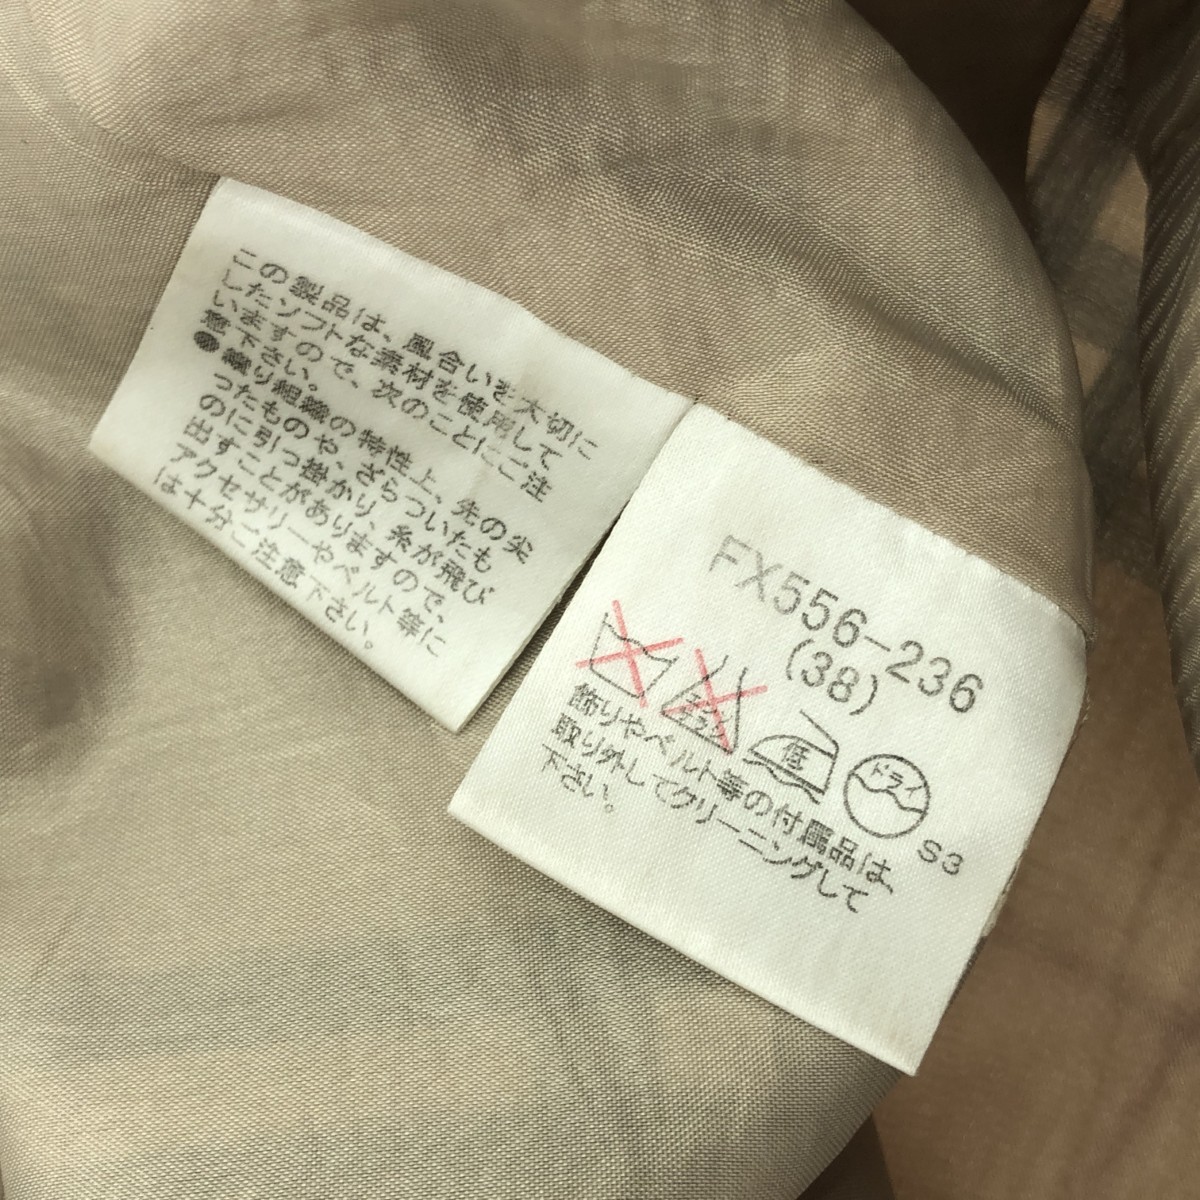 この製品は、風合いを大切に
したソフトな素材を使用して
いますので、次のことにご注
意下さい。
●織り組織の特性上、先の尖
ったものや、ざらついたも
のに引っ掛かり、糸が飛び
出すことがありますので、
アクセサリーやベルト等に
は十分ご注意下さい。
FX556-236
(38)
エンソ
サラシ
低
ドライ
S3
飾りやベルト等の付属品は、
取り外してクリーニングして
下さい。